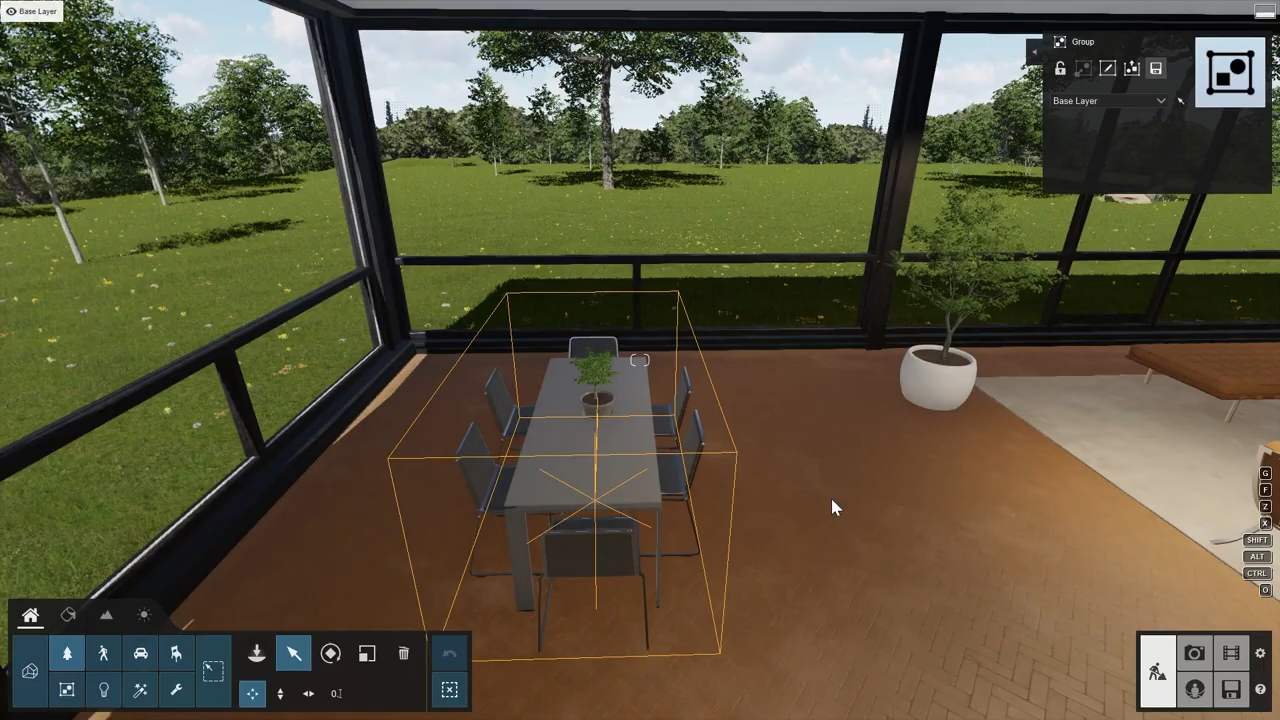 Base Layer
Group
Base Layer
G
F
Z
X
SHIFT
ALT
CTRL
O